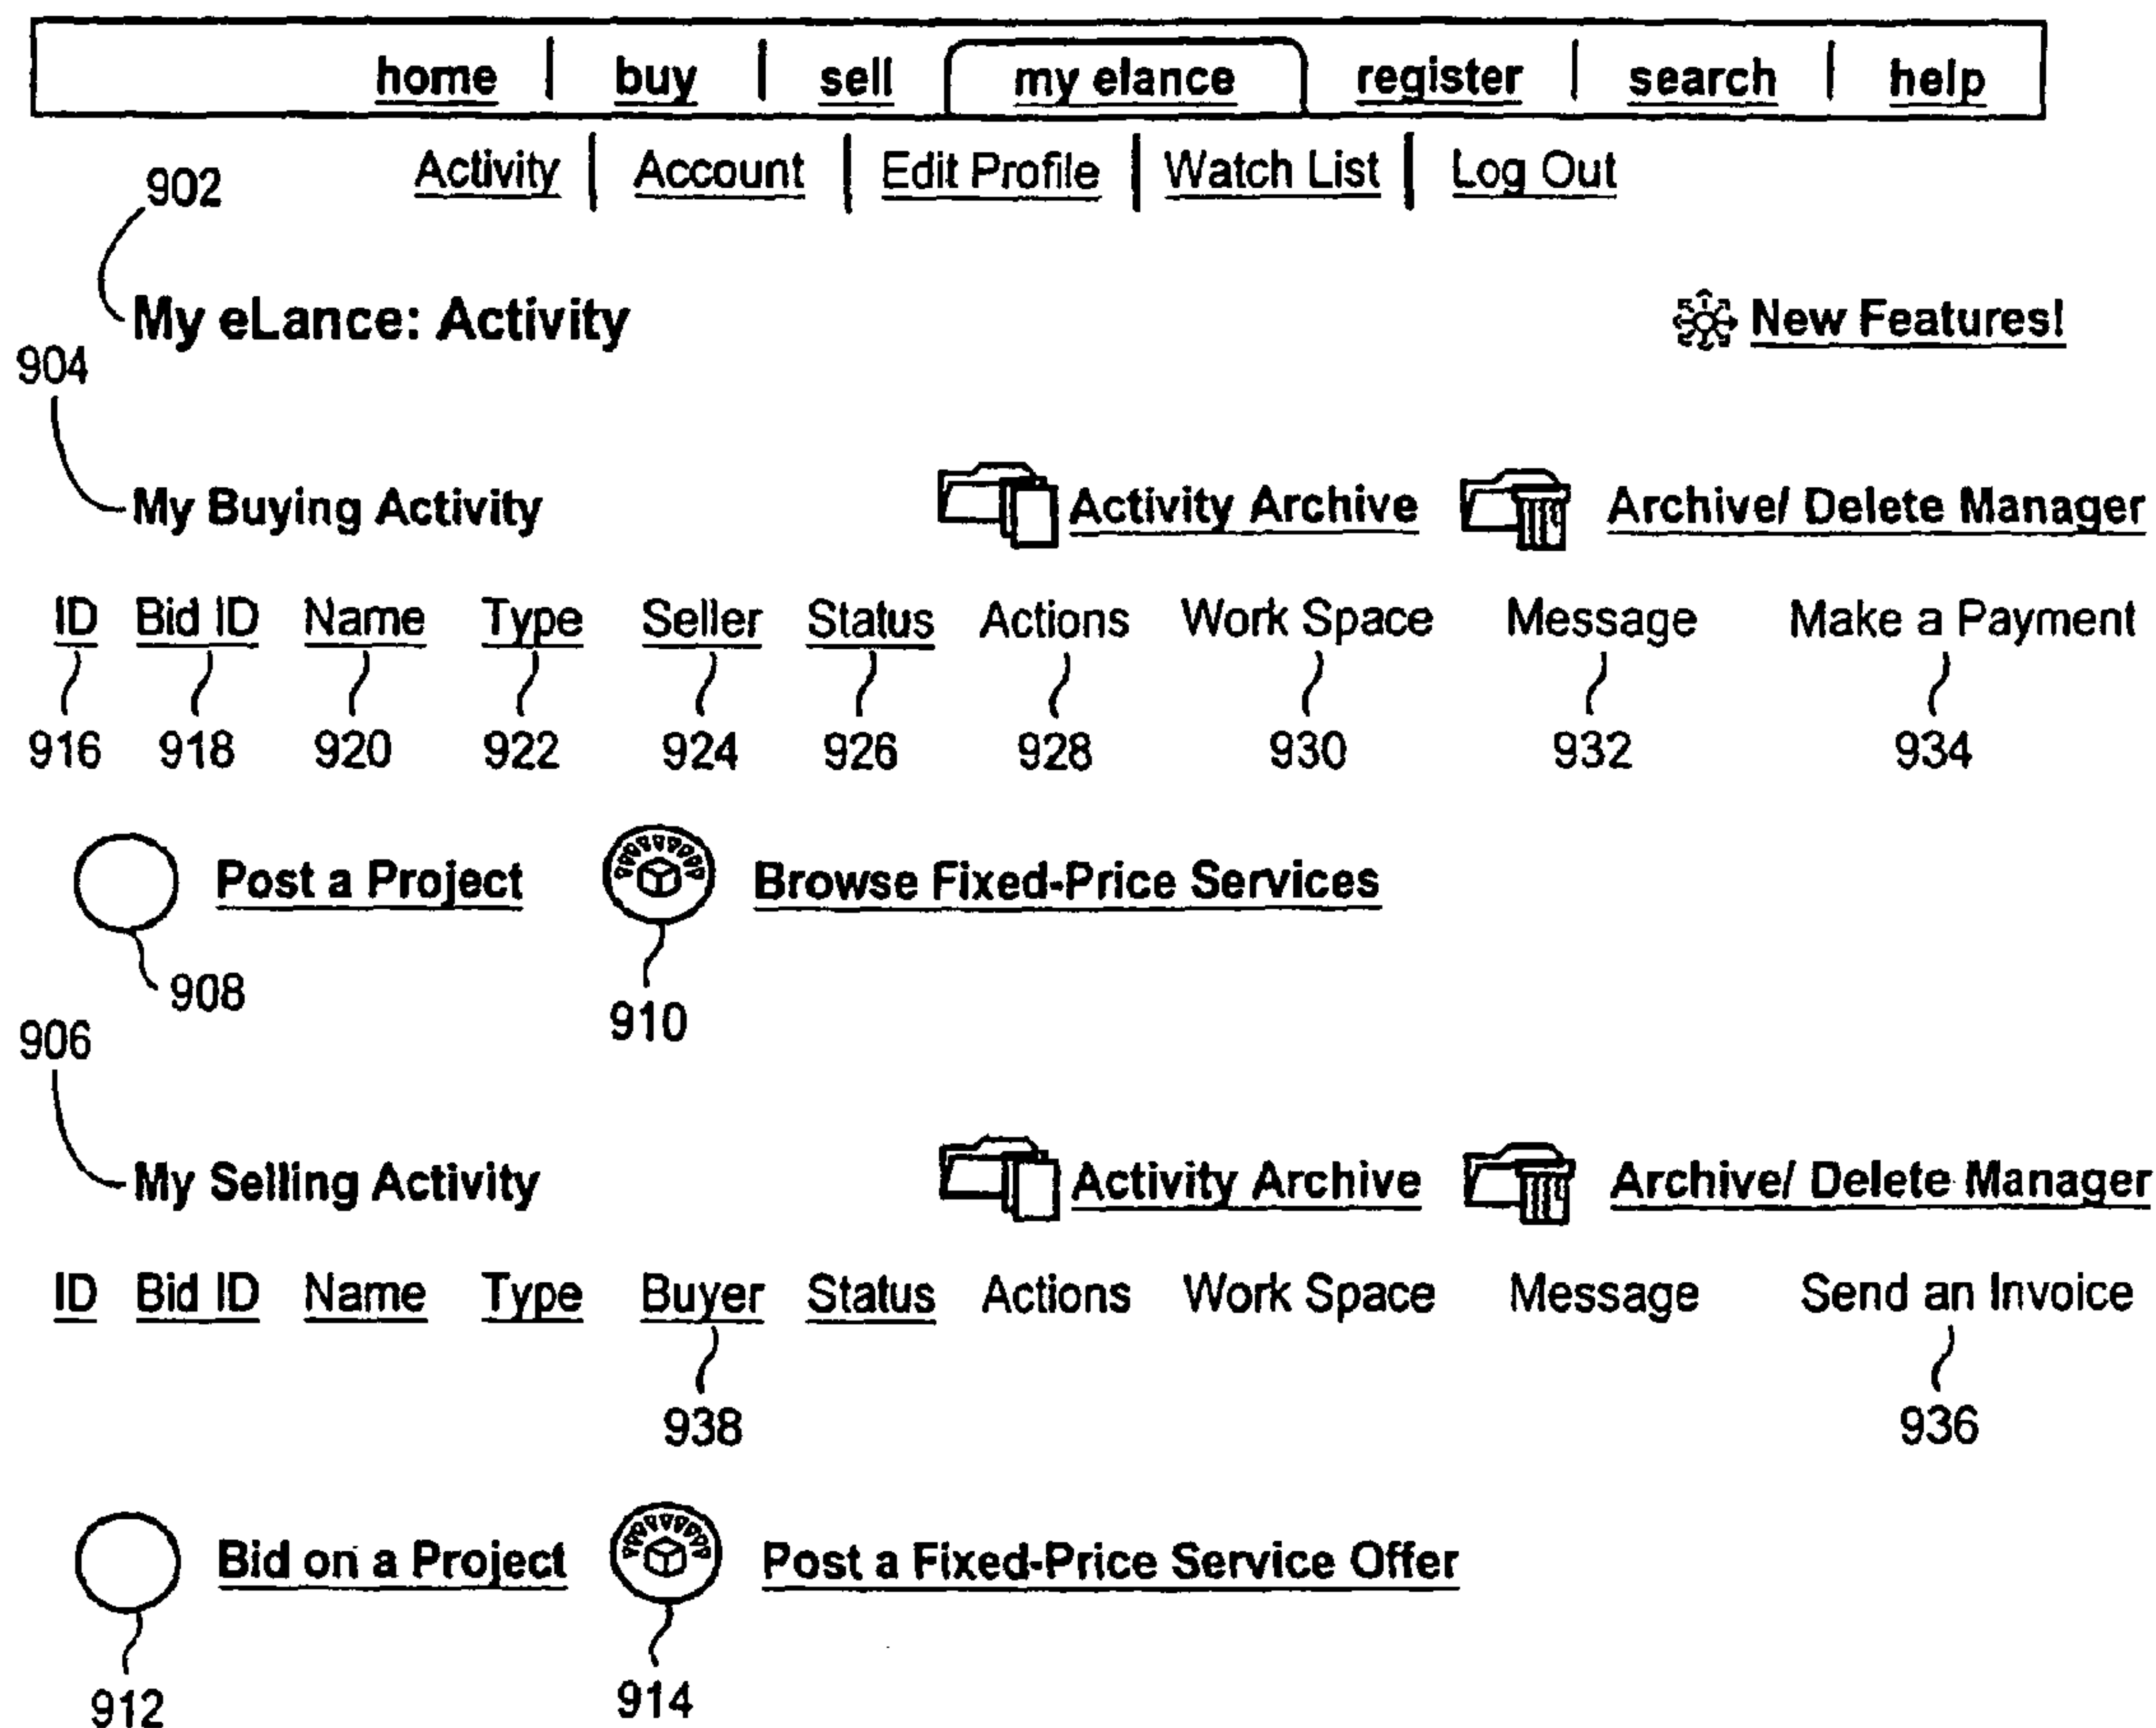 home | buy | sell my elance register | search | help
Activity | Account | Edit Profile | Watch List | Log Out
902
My eLance: Activity New Features!
904
My Buying Activity Activity Archive Archive/ Delete Manager
ID Bid ID Name Type Seller Status Actions Work Space Message Make a Payment
916 918 920 922 924 926 928 930 932 934
Post a Project Browse Fixed-Price Services
908
910
906
My Selling Activity Activity Archive Archive/ Delete Manager
ID Bid ID Name Type Buyer Status Actions Work Space Message Send an Invoice
938 936
Bid on a Project Post a Fixed-Price Service Offer
912 914